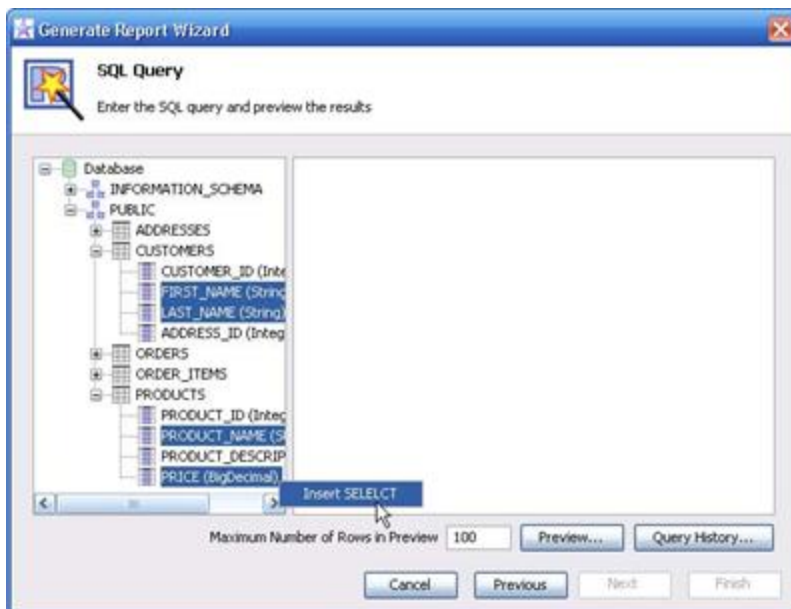 Generate Report Wizard
SQL Query
Enter the SQL query and preview the results
Database
INFORMATION_SCHEMA
PUBLIC
ADDRESSES
CUSTOMERS
CUSTOMER_ID (Inte
FIRST_NAME (String
LAST_NAME (String)
ADDRESS_ID (Integ
ORDERS
ORDER_ITEMS
PRODUCTS
PRODUCT_ID (Integ
PRODUCT_NAME (S
PRODUCT_DESCRIP
PRICE (BigDecimal)
Insert SELELCT
Maximum Number of Rows in Preview 100 Preview... Query History...
Cancel Previous Next Finish